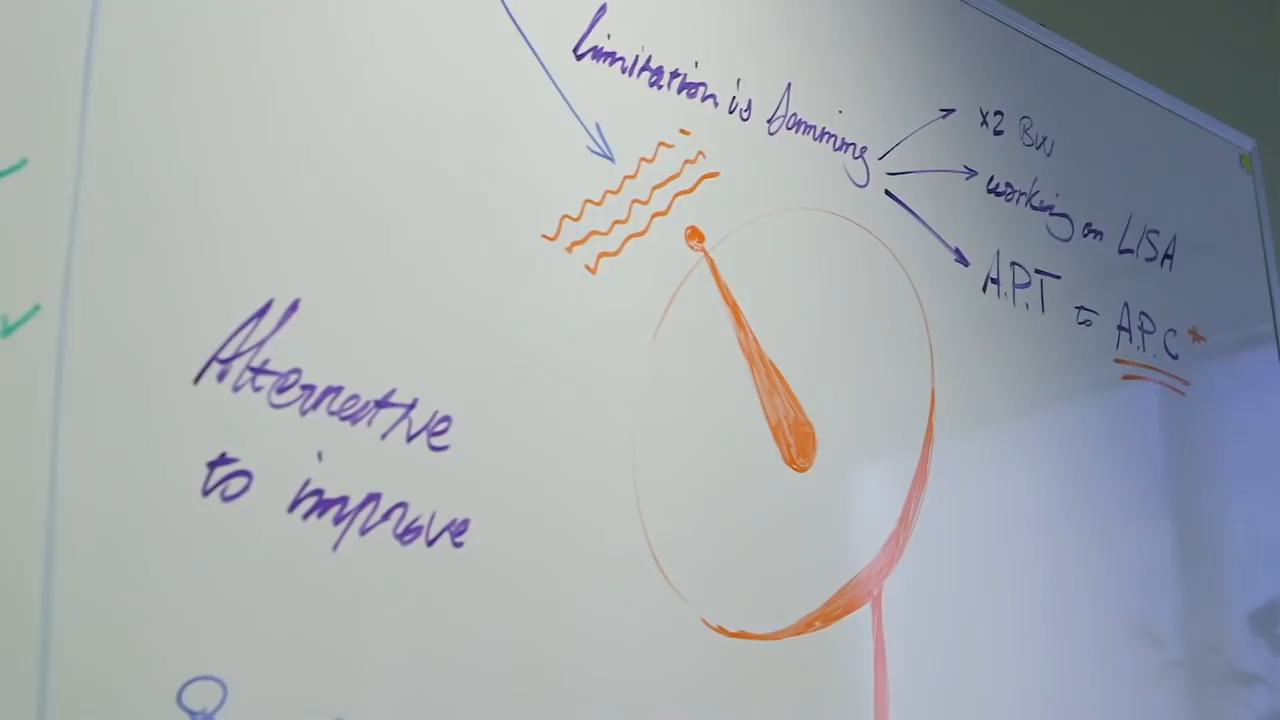 Limitation is Jamming
x2 BW
working on LISA
A.P.T to A.P.C*
Alternative
to improve